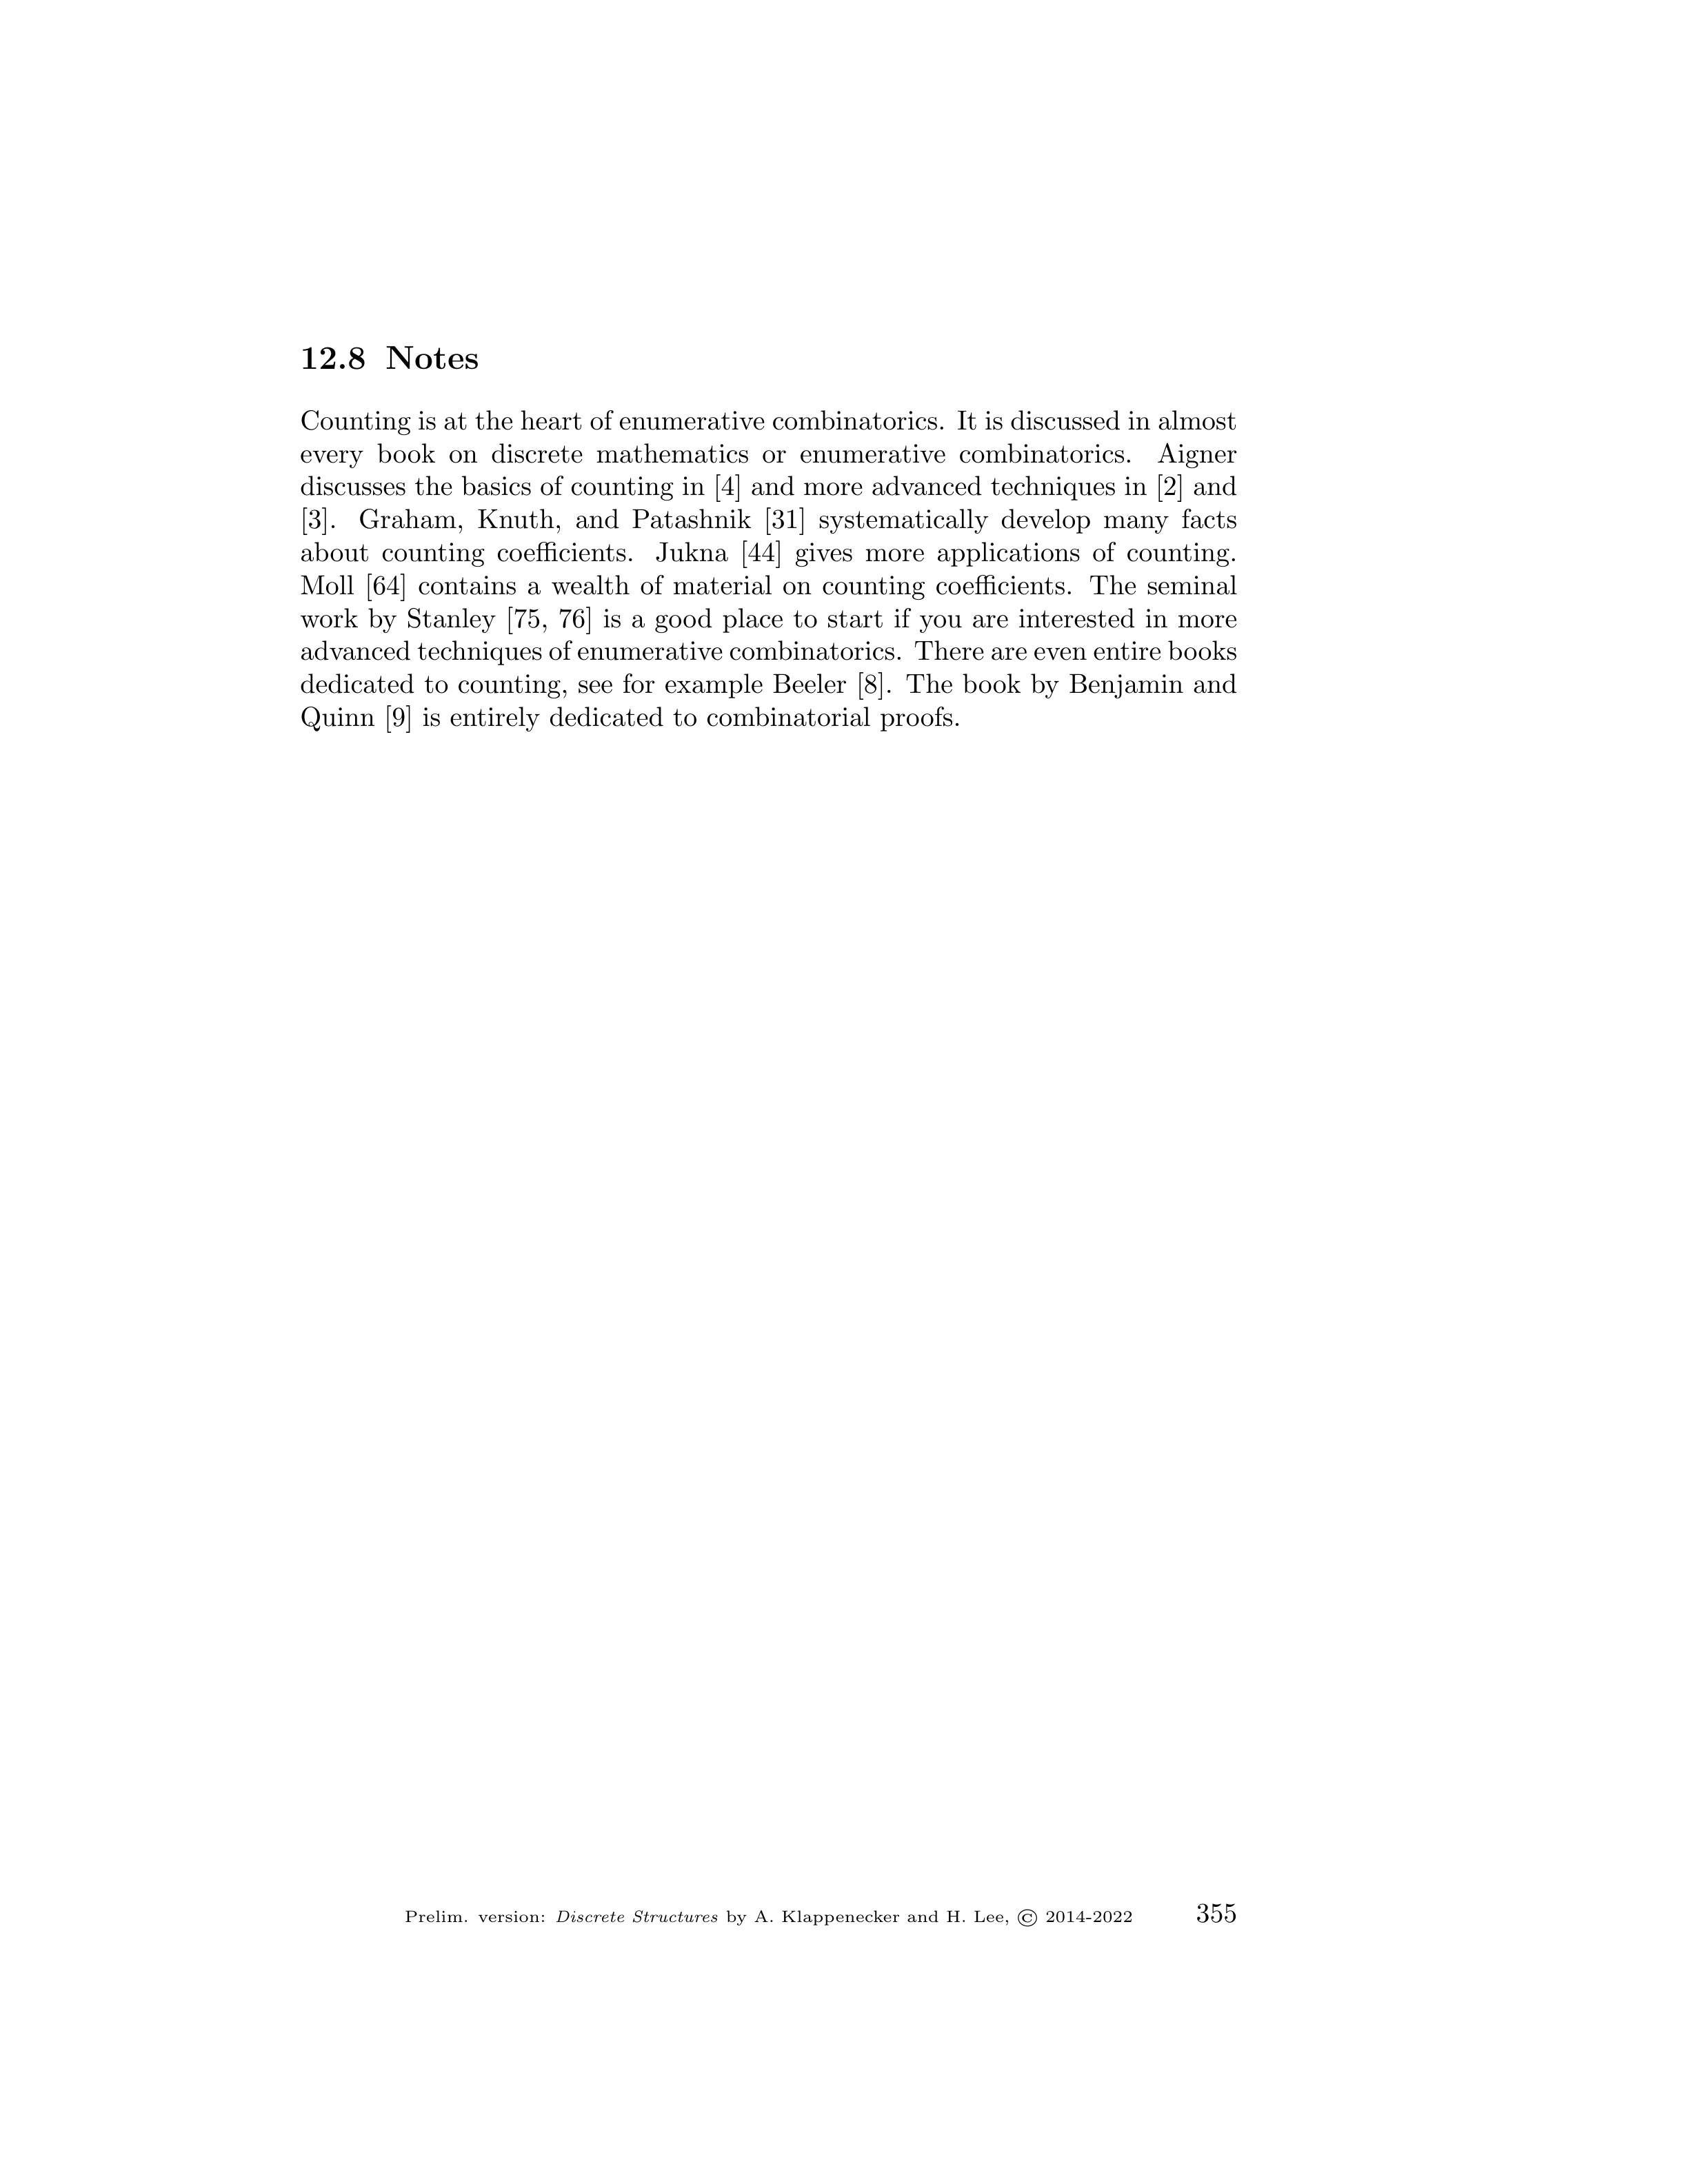 12.8 Notes
Counting is at the heart of enumerative combinatorics. It is discussed in almost
every book on discrete mathematics or enumerative combinatorics. Aigner
discusses the basics of counting in [4] and more advanced techniques in [2] and
[3]. Graham, Knuth, and Patashnik [31] systematically develop many facts
about counting coefficients. Jukna [44] gives more applications of counting.
Moll [64] contains a wealth of material on counting coefficients. The seminal
work by Stanley [75, 76] is a good place to start if you are interested in more
advanced techniques of enumerative combinatorics. There are even entire books
dedicated to counting, see for example Beeler [8]. The book by Benjamin and
Quinn [9] is entirely dedicated to combinatorial proofs.
Prelim. version: Discrete Structures by A. Klappenecker and H. Lee, © 2014-2022 355